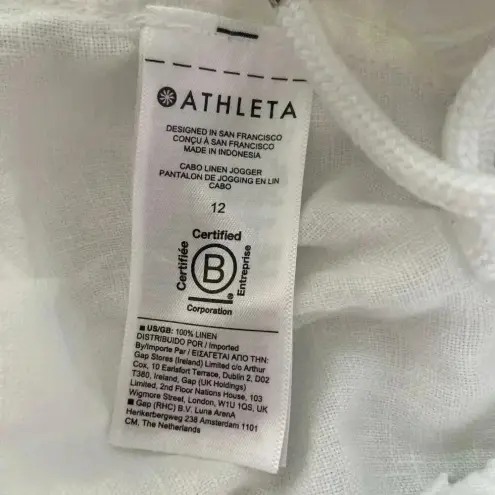 ATHLETA
DESIGNED IN SAN FRANCISCO
CONÇU À SAN FRANCISCO
MADE IN INDONESIA
CABO LINEN JOGGER
PANTALON DE JOGGING EN LIN
CABO
12
Certified
Certifiée
B
Entreprise
Corporation
■ US/GB: 100% LINEN
DISTRIBUIDO POR / Imported
By/Importe Par / ΕΙΣΑΓΕΤΑΙ ΑΠΟ ΤΗΝ:
Gap Stores (Ireland) Limited c/o Arthur
Cox, 10 Earlsfort Terrace, Dublin 2, D02
T380, Ireland, Gap (UK Holdings)
Limited, 2nd Floor Nations House, 103
Wigmore Street, London, W1U 1QS, UK
■ Gap (RHC) B.V. Luna ArenA
Herikerbergweg 238 Amsterdam 1101
CM, The Netherlands